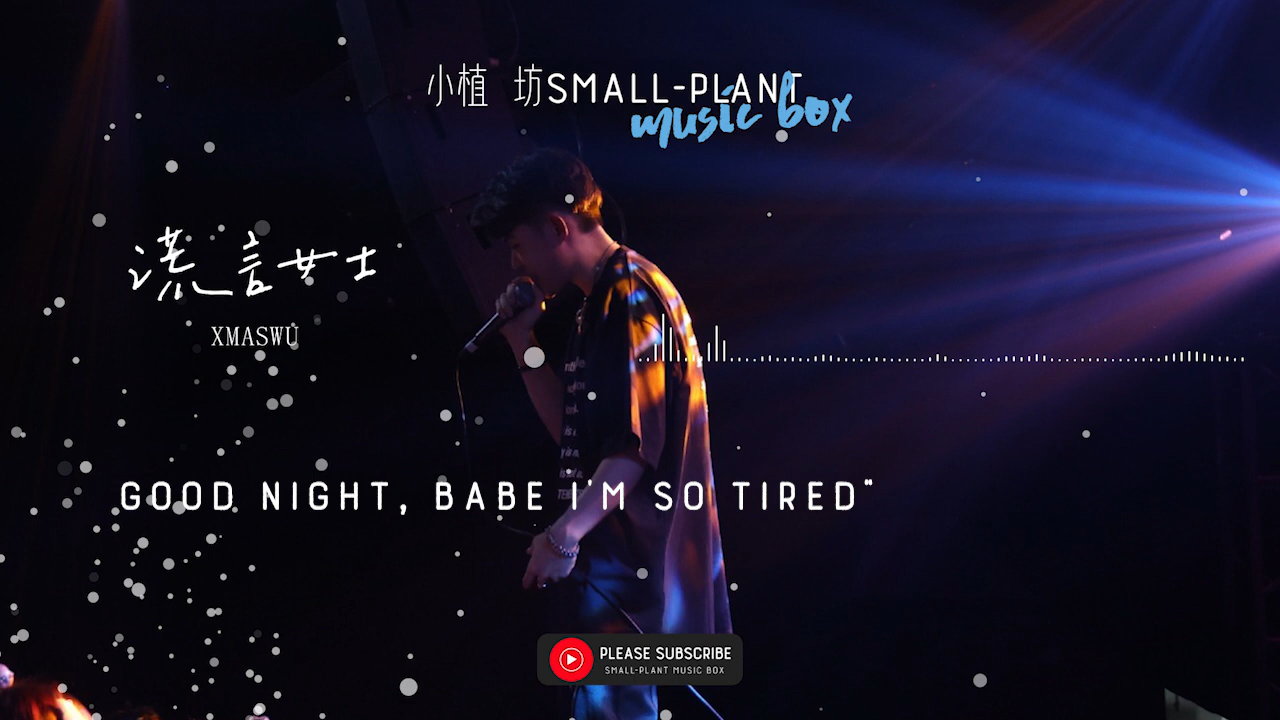 小植 坊SMALL-PLANT
music box
謊言女士
XMASWU
GOOD NIGHT, BABE I'M SO TIRED"
PLEASE SUBSCRIBE
SMALL-PLANT MUSIC BOX